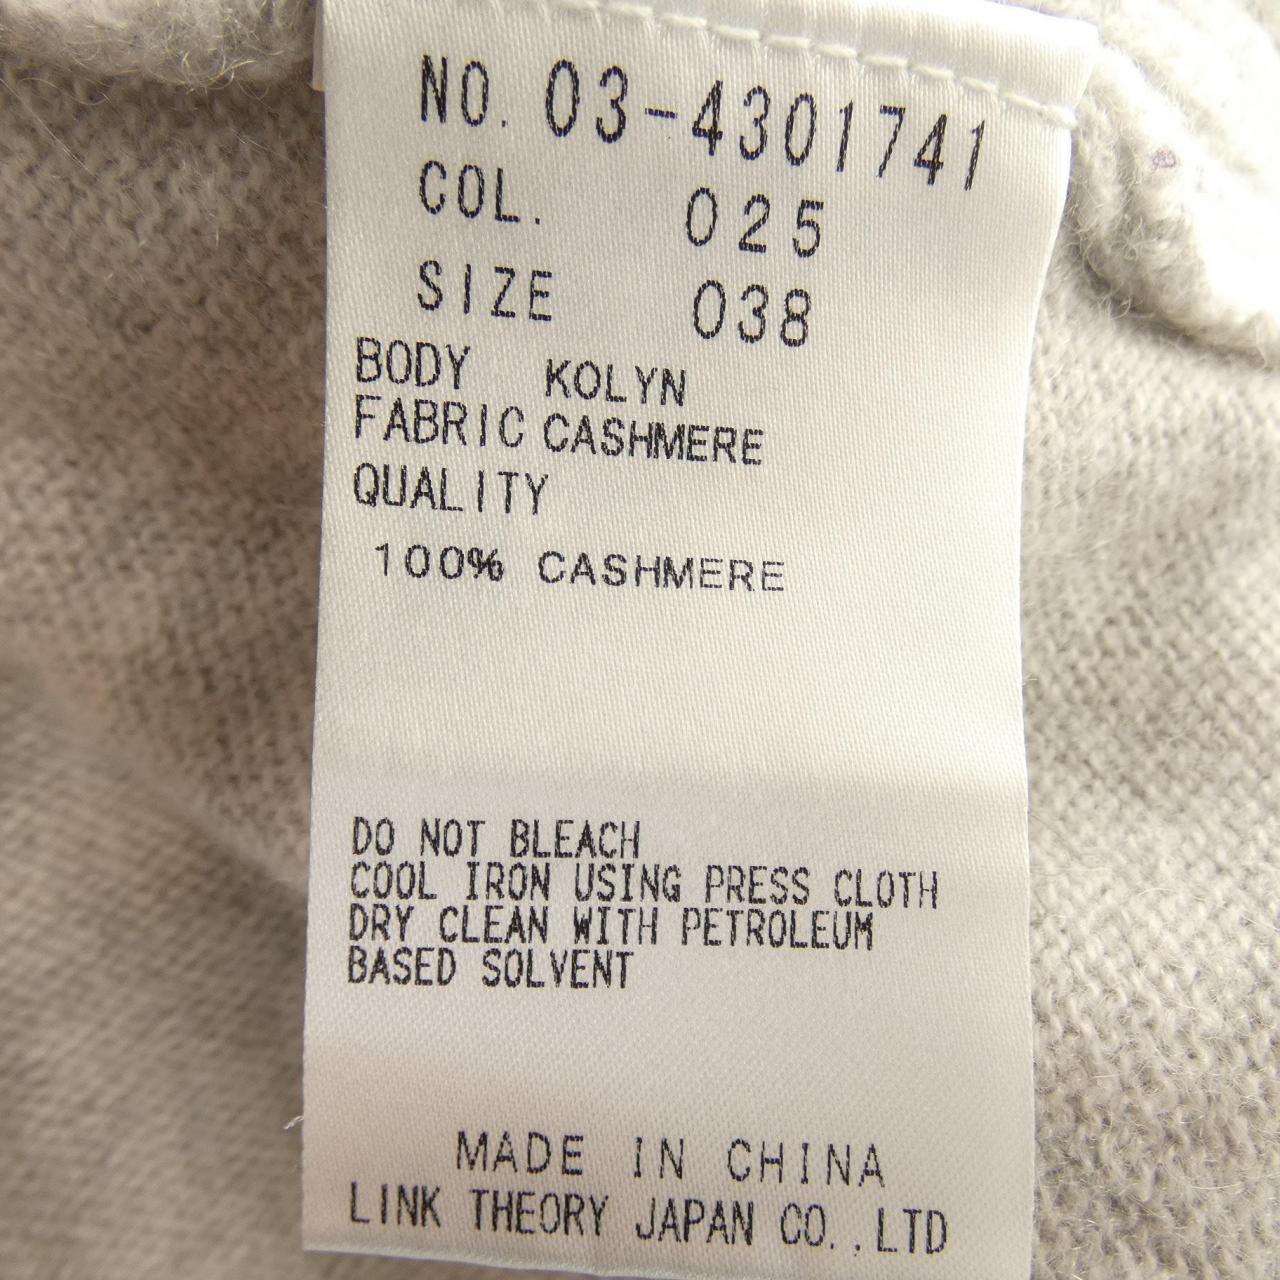 NO. 03-4301741
COL. 025
SIZE 038
BODY KOLYN
FABRIC CASHMERE
QUALITY
100% CASHMERE
DO NOT BLEACH
COOL IRON USING PRESS CLOTH
DRY CLEAN WITH PETROLEUM
BASED SOLVENT
MADE IN CHINA
LINK THEORY JAPAN CO.,LTD